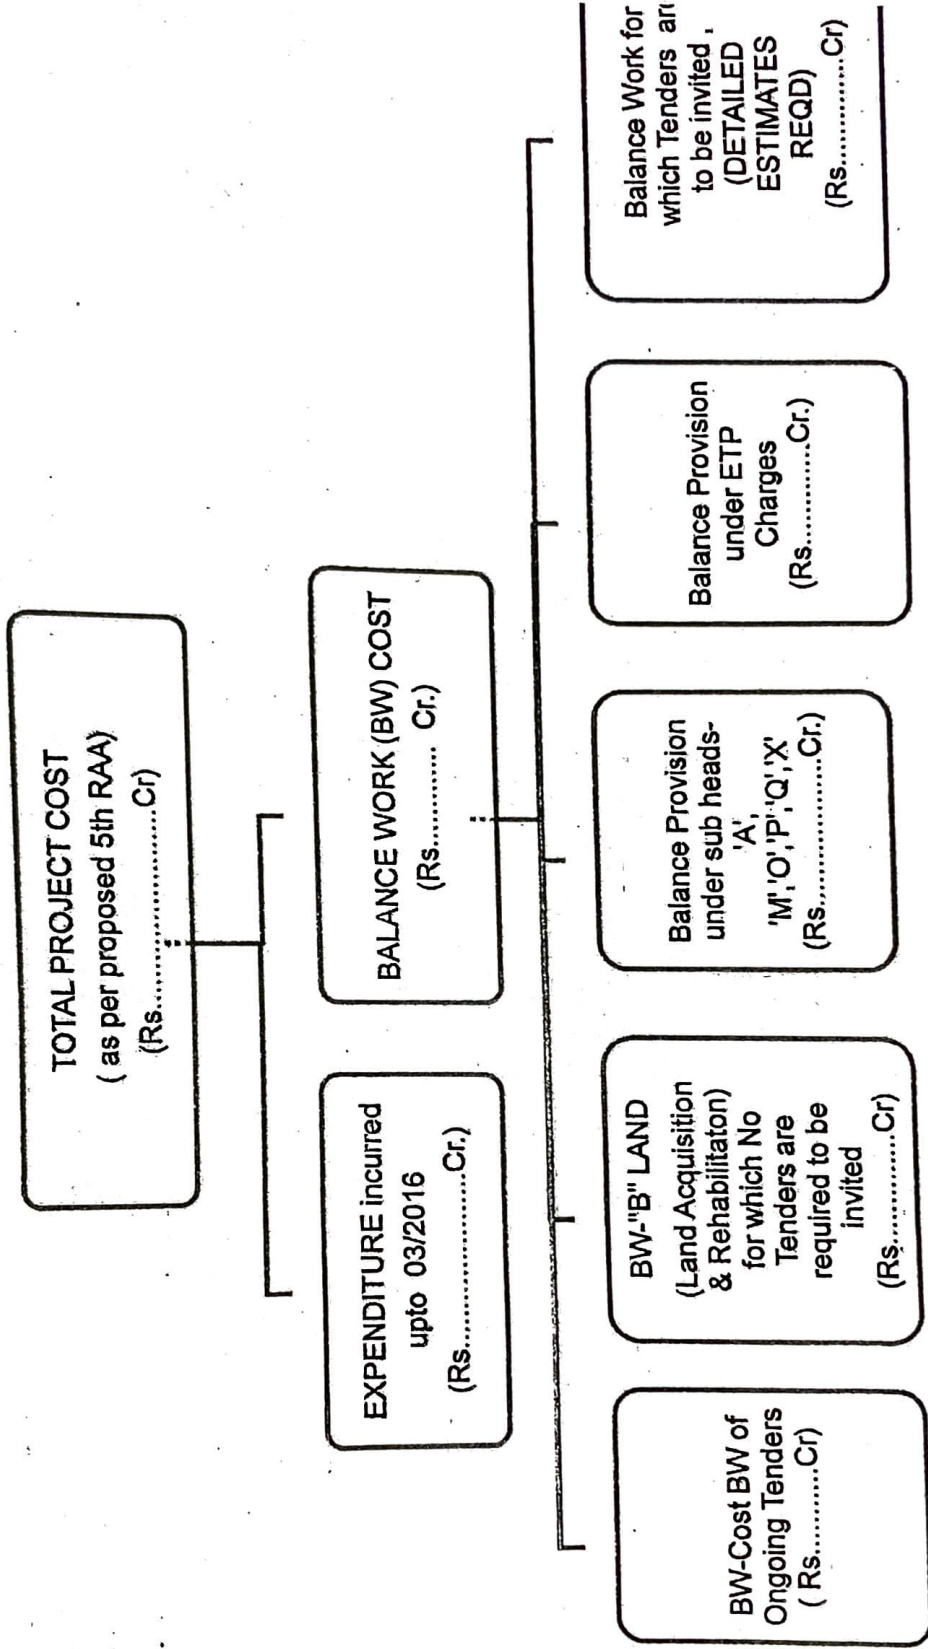 TOTAL PROJECT COST
( as per proposed 5th RAA)
(Rs......................Cr)
EXPENDITURE incurred
upto 03/2016
(Rs..................Cr.)
BALANCE WORK (BW) COST
(Rs............. Cr.)
BW-Cost BW of
Ongoing Tenders
( Rs............Cr)
BW-"B" LAND
(Land Acquisition
& Rehabilitaton)
for which No
Tenders are
required to be
invited
(Rs............Cr)
Balance Provision
under sub heads-
'A',
'M','O','P','Q','X'
(Rs...............Cr.)
Balance Provision
under ETP
Charges
(Rs..............Cr.)
Balance Work for
which Tenders are
to be invited ,
(DETAILED
ESTIMATES
REQD)
(Rs..............Cr)